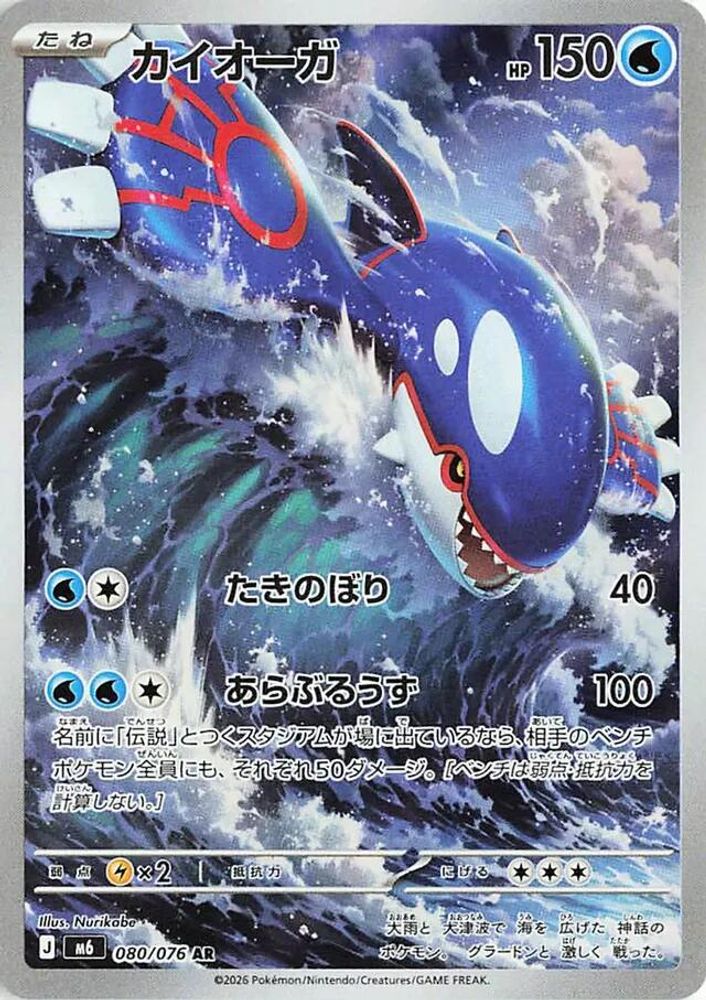 たね カイオーガ HP 150
たきのぼり 40
あらぶるうず 100
名前に「伝説」とつくスタジアムが場に出ているなら、相手のベンチ
ポケモン全員にも、それぞれ50ダメージ。[ベンチは弱点・抵抗力を
計算しない。]
弱点 ×2 抵抗力 にげる
Illus. Nurikabe
大雨と 大津波で 海を 広げた 神話の
ポケモン。 グラードンと 激しく 戦った。
J M6 080/076 AR
©2026 Pokémon/Nintendo/Creatures/GAME FREAK.